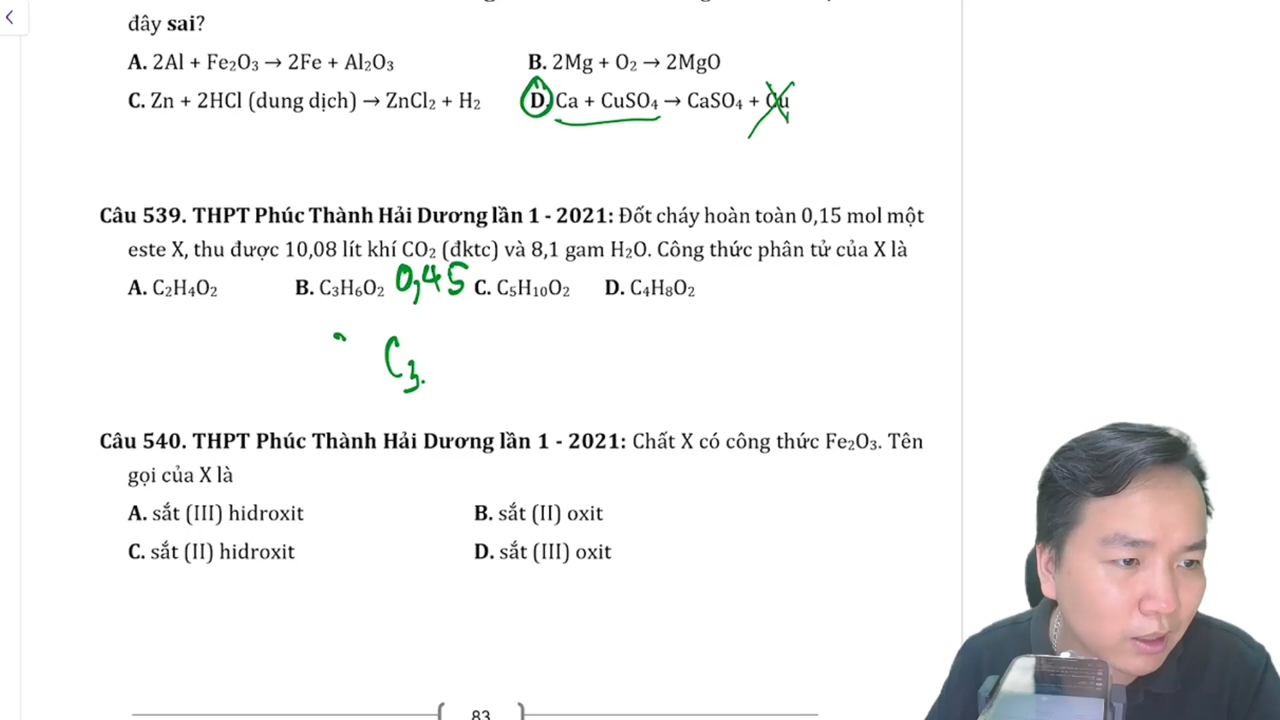 đây sai?
A. 2Al + Fe₂O₃ → 2Fe + Al₂O₃ B. 2Mg + O₂ → 2MgO
C. Zn + 2HCl (dung dịch) → ZnCl₂ + H₂ D. Ca + CuSO₄ → CaSO₄ + Cu
Câu 539. THPT Phúc Thành Hải Dương lần 1 - 2021: Đốt cháy hoàn toàn 0,15 mol một
este X, thu được 10,08 lít khí CO₂ (đktc) và 8,1 gam H₂O. Công thức phân tử của X là
A. C₂H₄O₂ B. C₃H₆O₂ 0,45 C. C₅H₁₀O₂ D. C₄H₈O₂
C₃.
Câu 540. THPT Phúc Thành Hải Dương lần 1 - 2021: Chất X có công thức Fe₂O₃. Tên
gọi của X là
A. sắt (III) hidroxit B. sắt (II) oxit
C. sắt (II) hidroxit D. sắt (III) oxit
83